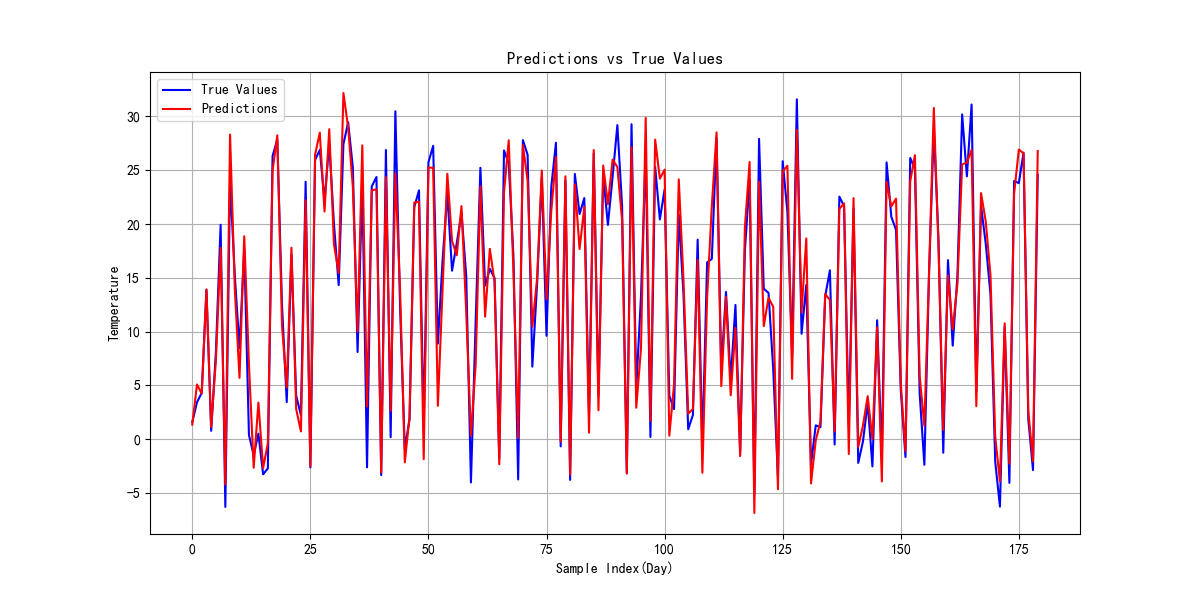 Predictions vs True Values
True Values
Predictions
30
25
20
15
10
5
0
−5
Temperature
0 25 50 75 100 125 150 175
Sample Index(Day)